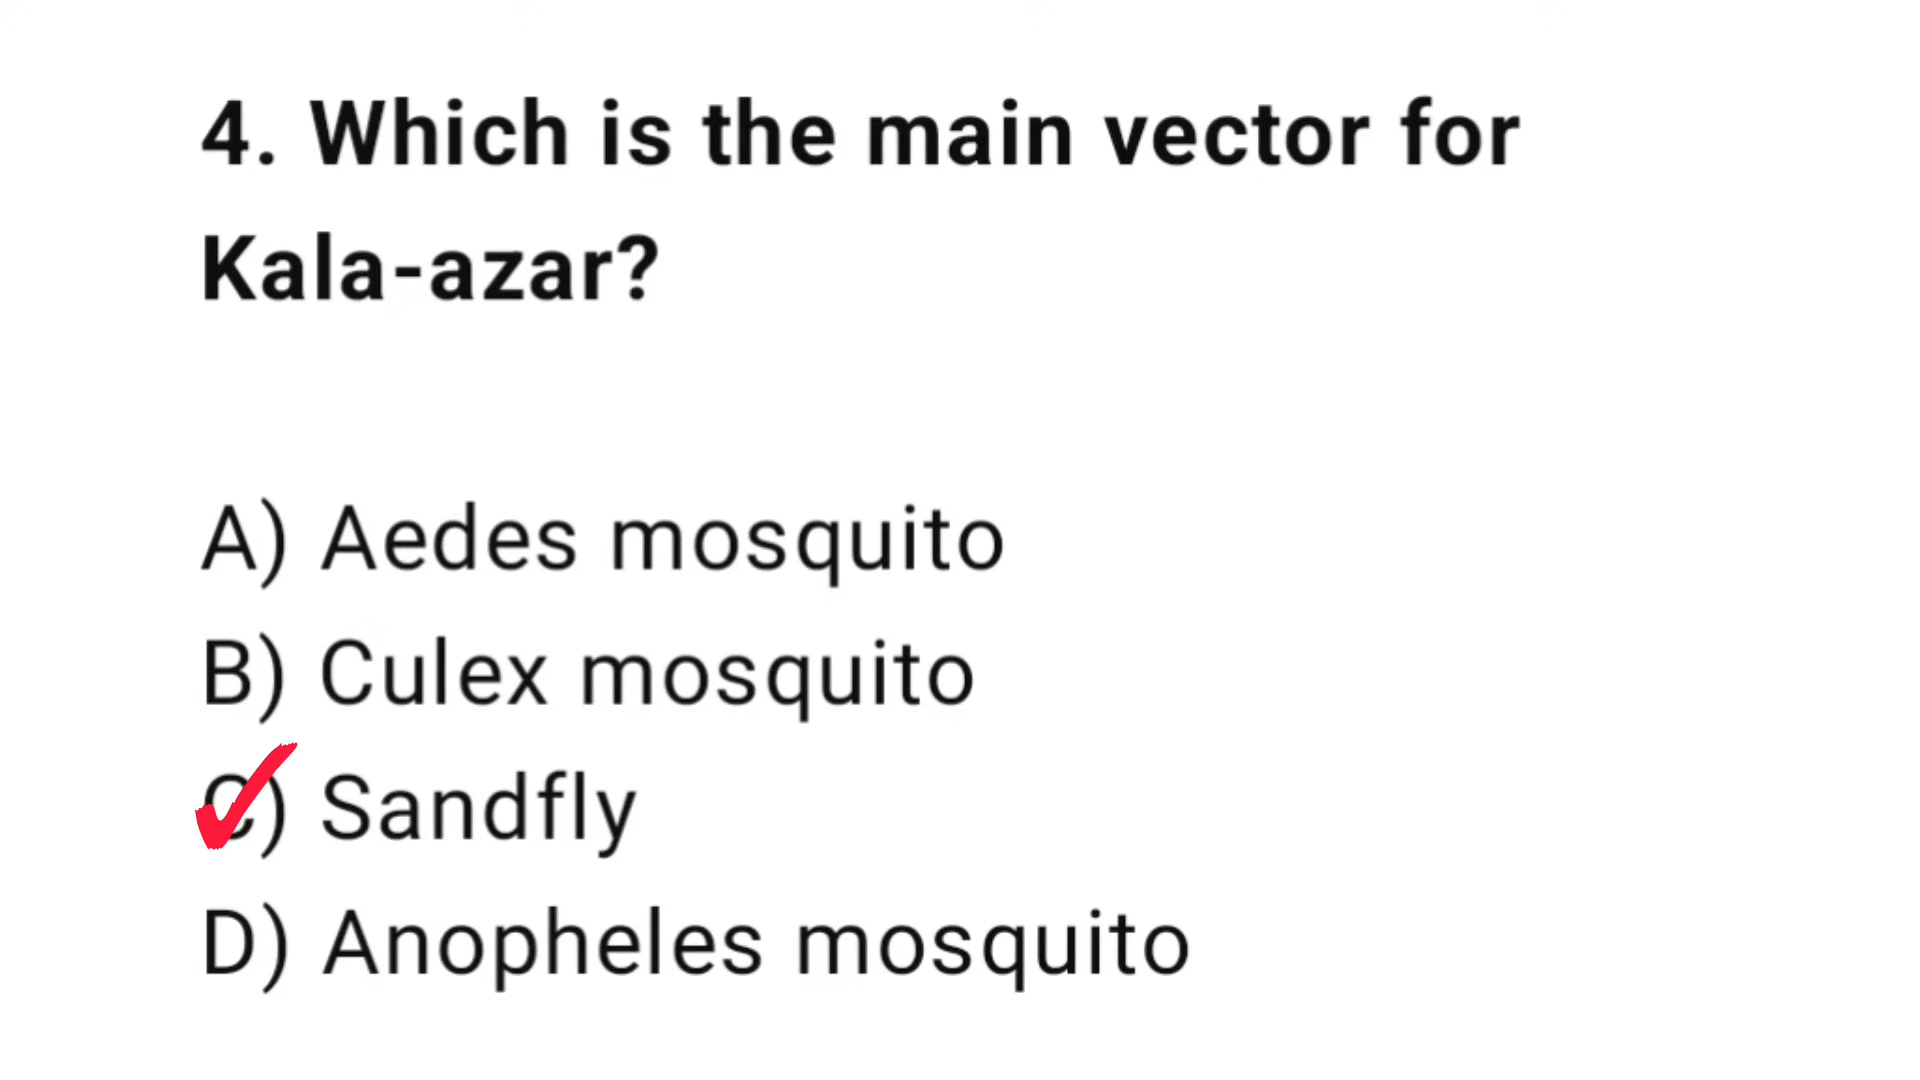 4. Which is the main vector for
Kala-azar?
A) Aedes mosquito
B) Culex mosquito
C) Sandfly
D) Anopheles mosquito